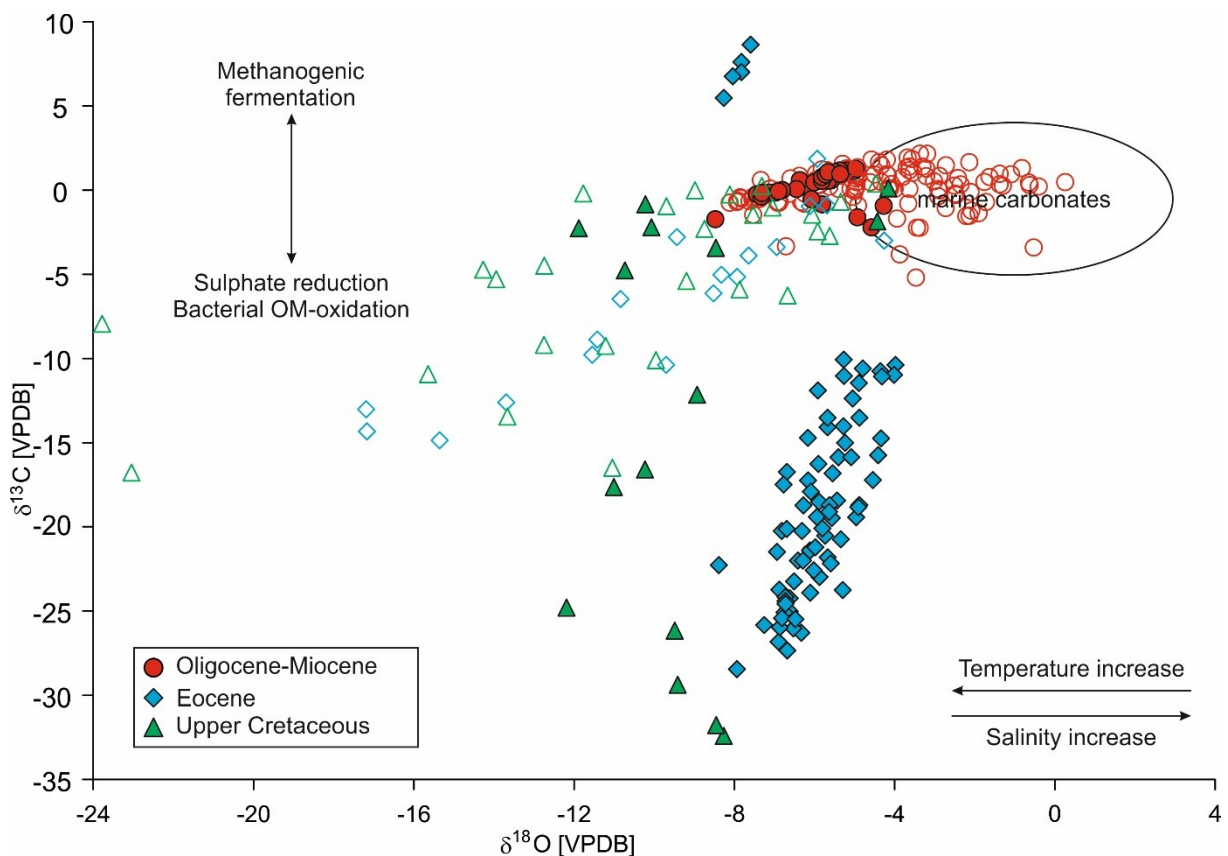 10
5
0
-5
-10
-15
-20
-25
-30
-35
δ13C [VPDB]
Methanogenic
fermentation
Sulphate reduction
Bacterial OM-oxidation
marine carbonates
Oligocene-Miocene
Eocene
Upper Cretaceous
Temperature increase
Salinity increase
-24 -20 -16 -12 -8 -4 0 4
δ18O [VPDB]